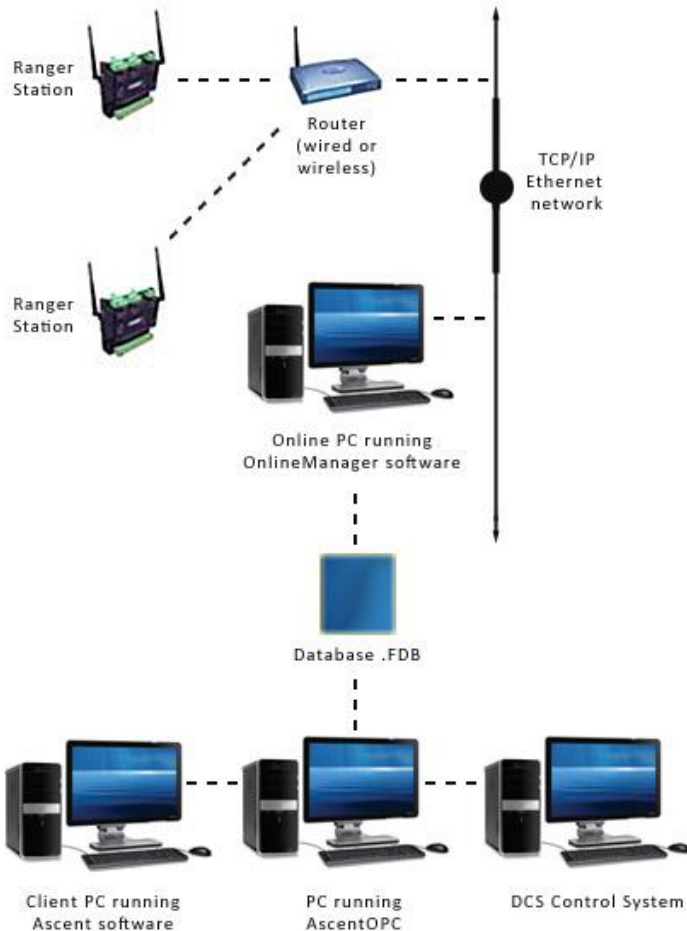 Ranger
Station
Router
(wired or
wireless)
TCP/IP
Ethernet
network
Ranger
Station
Online PC running
OnlineManager software
Database .FDB
Client PC running
Ascent software
PC running
AscentOPC
DCS Control System